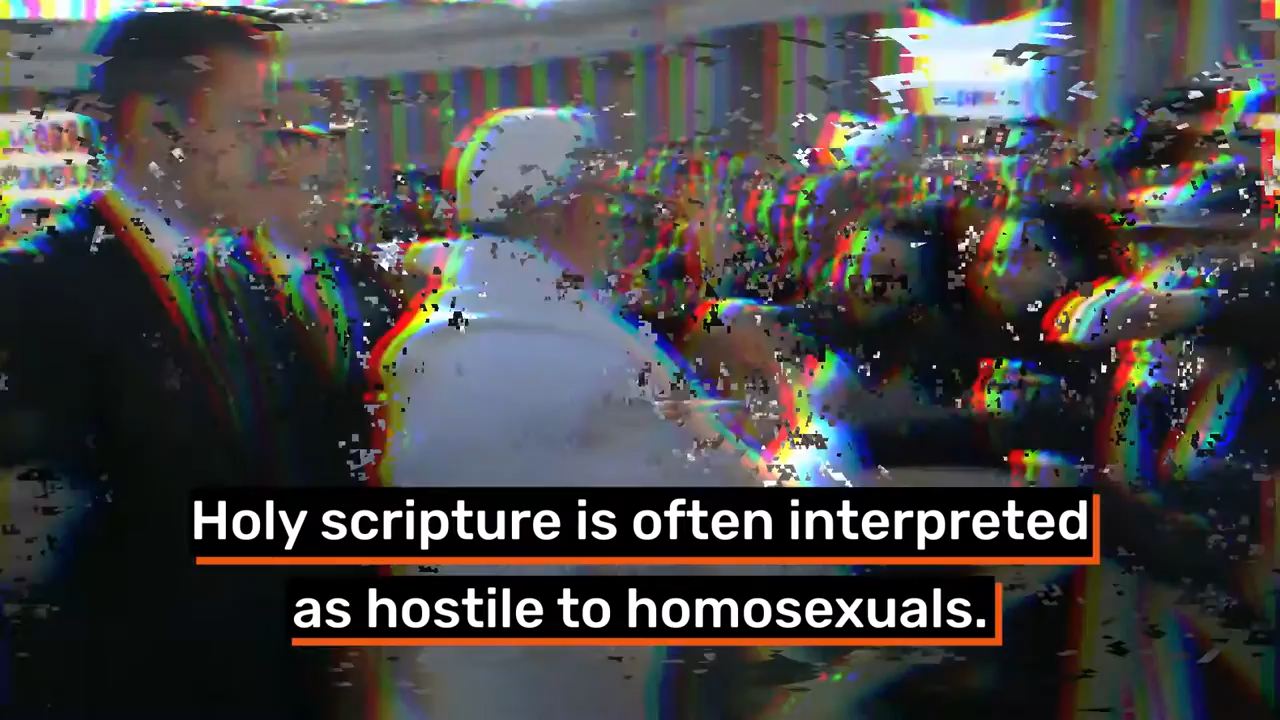 Holy scripture is often interpreted
as hostile to homosexuals.